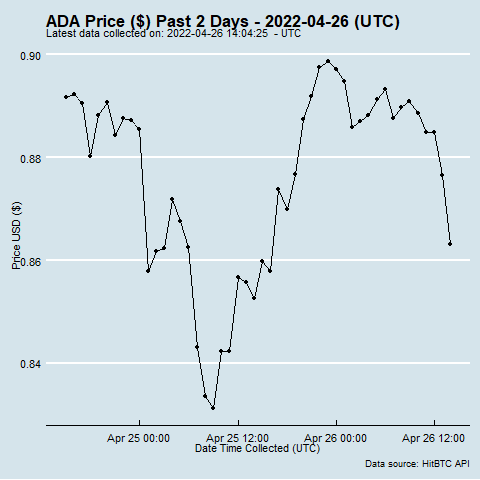 ADA Price ($) Past 2 Days - 2022-04-26 (UTC)
Latest data collected on: 2022-04-26 14:04:25 - UTC
0.90
0.88
0.86
0.84
Price USD ($)
Apr 25 00:00 Apr 25 12:00 Apr 26 00:00 Apr 26 12:00
Date Time Collected (UTC)
Data source: HitBTC API